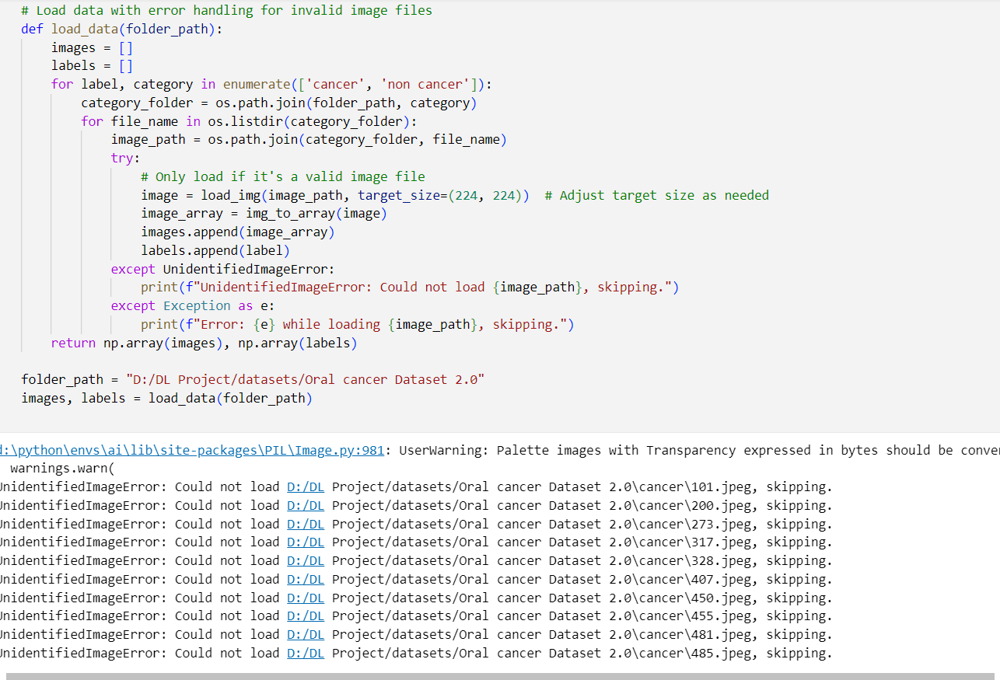 # Load data with error handling for invalid image files
def load_data(folder_path):
    images = []
    labels = []
    for label, category in enumerate(['cancer', 'non cancer']):
        category_folder = os.path.join(folder_path, category)
        for file_name in os.listdir(category_folder):
            image_path = os.path.join(category_folder, file_name)
            try:
                # Only load if it's a valid image file
                image = load_img(image_path, target_size=(224, 224))  # Adjust target size as needed
                image_array = img_to_array(image)
                images.append(image_array)
                labels.append(label)
            except UnidentifiedImageError:
                print(f"UnidentifiedImageError: Could not load {image_path}, skipping.")
            except Exception as e:
                print(f"Error: {e} while loading {image_path}, skipping.")
    return np.array(images), np.array(labels)

folder_path = "D:/DL Project/datasets/Oral cancer Dataset 2.0"
images, labels = load_data(folder_path)

d:\python\envs\ai\lib\site-packages\PIL\Image.py:981: UserWarning: Palette images with Transparency expressed in bytes should be conver
  warnings.warn(
UnidentifiedImageError: Could not load D:/DL Project/datasets/Oral cancer Dataset 2.0\cancer\101.jpeg, skipping.
UnidentifiedImageError: Could not load D:/DL Project/datasets/Oral cancer Dataset 2.0\cancer\200.jpeg, skipping.
UnidentifiedImageError: Could not load D:/DL Project/datasets/Oral cancer Dataset 2.0\cancer\273.jpeg, skipping.
UnidentifiedImageError: Could not load D:/DL Project/datasets/Oral cancer Dataset 2.0\cancer\317.jpeg, skipping.
UnidentifiedImageError: Could not load D:/DL Project/datasets/Oral cancer Dataset 2.0\cancer\328.jpeg, skipping.
UnidentifiedImageError: Could not load D:/DL Project/datasets/Oral cancer Dataset 2.0\cancer\407.jpeg, skipping.
UnidentifiedImageError: Could not load D:/DL Project/datasets/Oral cancer Dataset 2.0\cancer\450.jpeg, skipping.
UnidentifiedImageError: Could not load D:/DL Project/datasets/Oral cancer Dataset 2.0\cancer\455.jpeg, skipping.
UnidentifiedImageError: Could not load D:/DL Project/datasets/Oral cancer Dataset 2.0\cancer\481.jpeg, skipping.
UnidentifiedImageError: Could not load D:/DL Project/datasets/Oral cancer Dataset 2.0\cancer\485.jpeg, skipping.